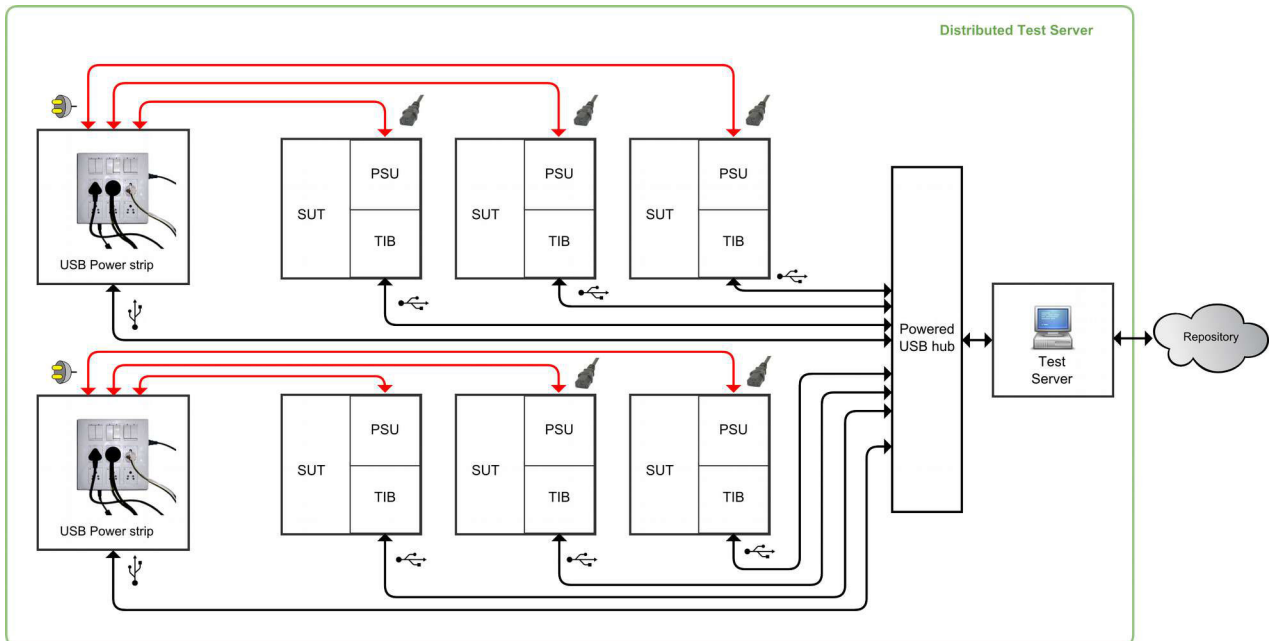 Distributed Test Server
PSU
SUT
TIB
PSU
SUT
TIB
PSU
SUT
TIB
USB Power strip
Powered
USB hub
Test
Server
Repository
PSU
SUT
TIB
PSU
SUT
TIB
PSU
SUT
TIB
USB Power strip